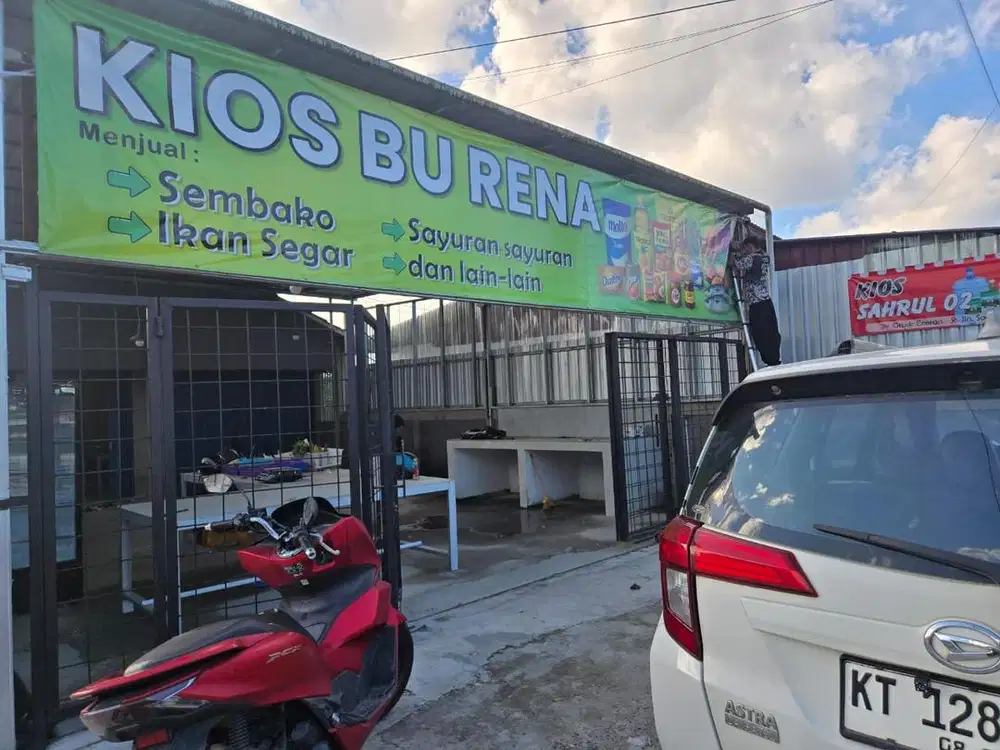 KIOS BU RENA
Menjual :
Sembako
Ikan Segar
Sayuran sayuran
dan lain-lain
KIOS
SAHRUL 02
PCX
ASTRA
KT 128
08